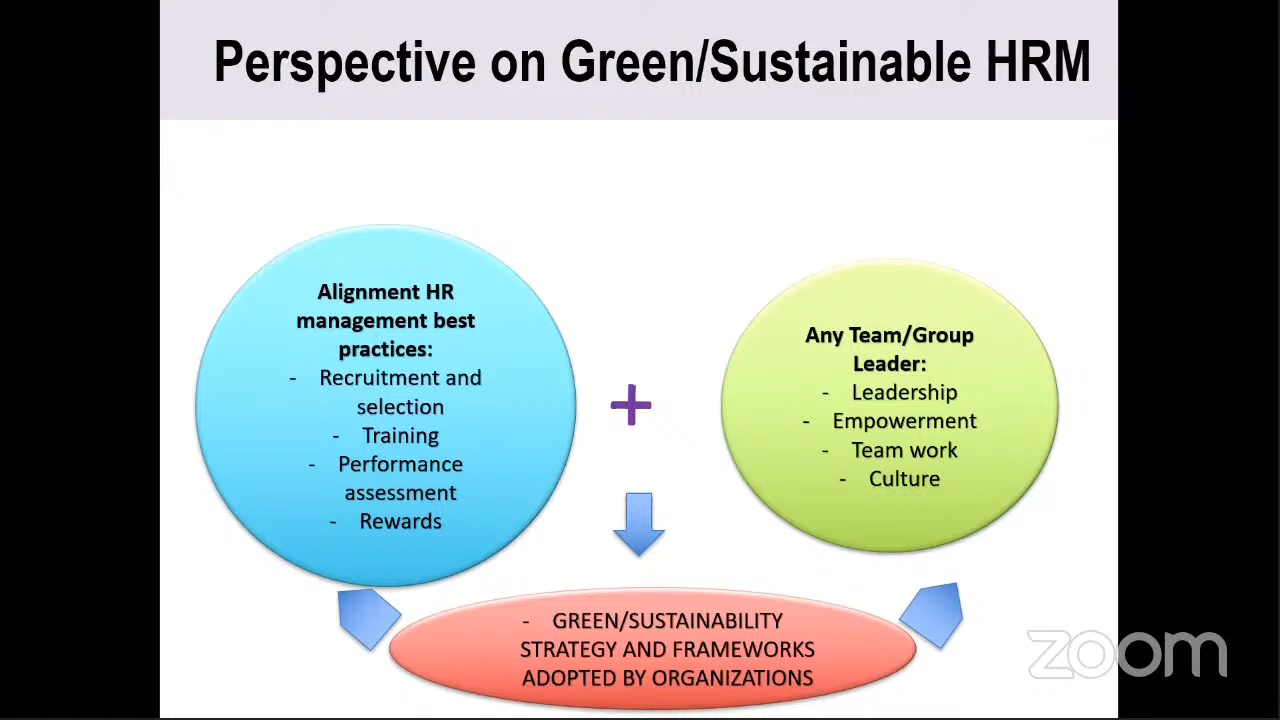 Perspective on Green/Sustainable HRM
Alignment HR
management best
practices:
- Recruitment and
selection
- Training
- Performance
assessment
- Rewards
+
Any Team/Group
Leader:
- Leadership
- Empowerment
- Team work
- Culture
- GREEN/SUSTAINABILITY
STRATEGY AND FRAMEWORKS
ADOPTED BY ORGANIZATIONS
zoom